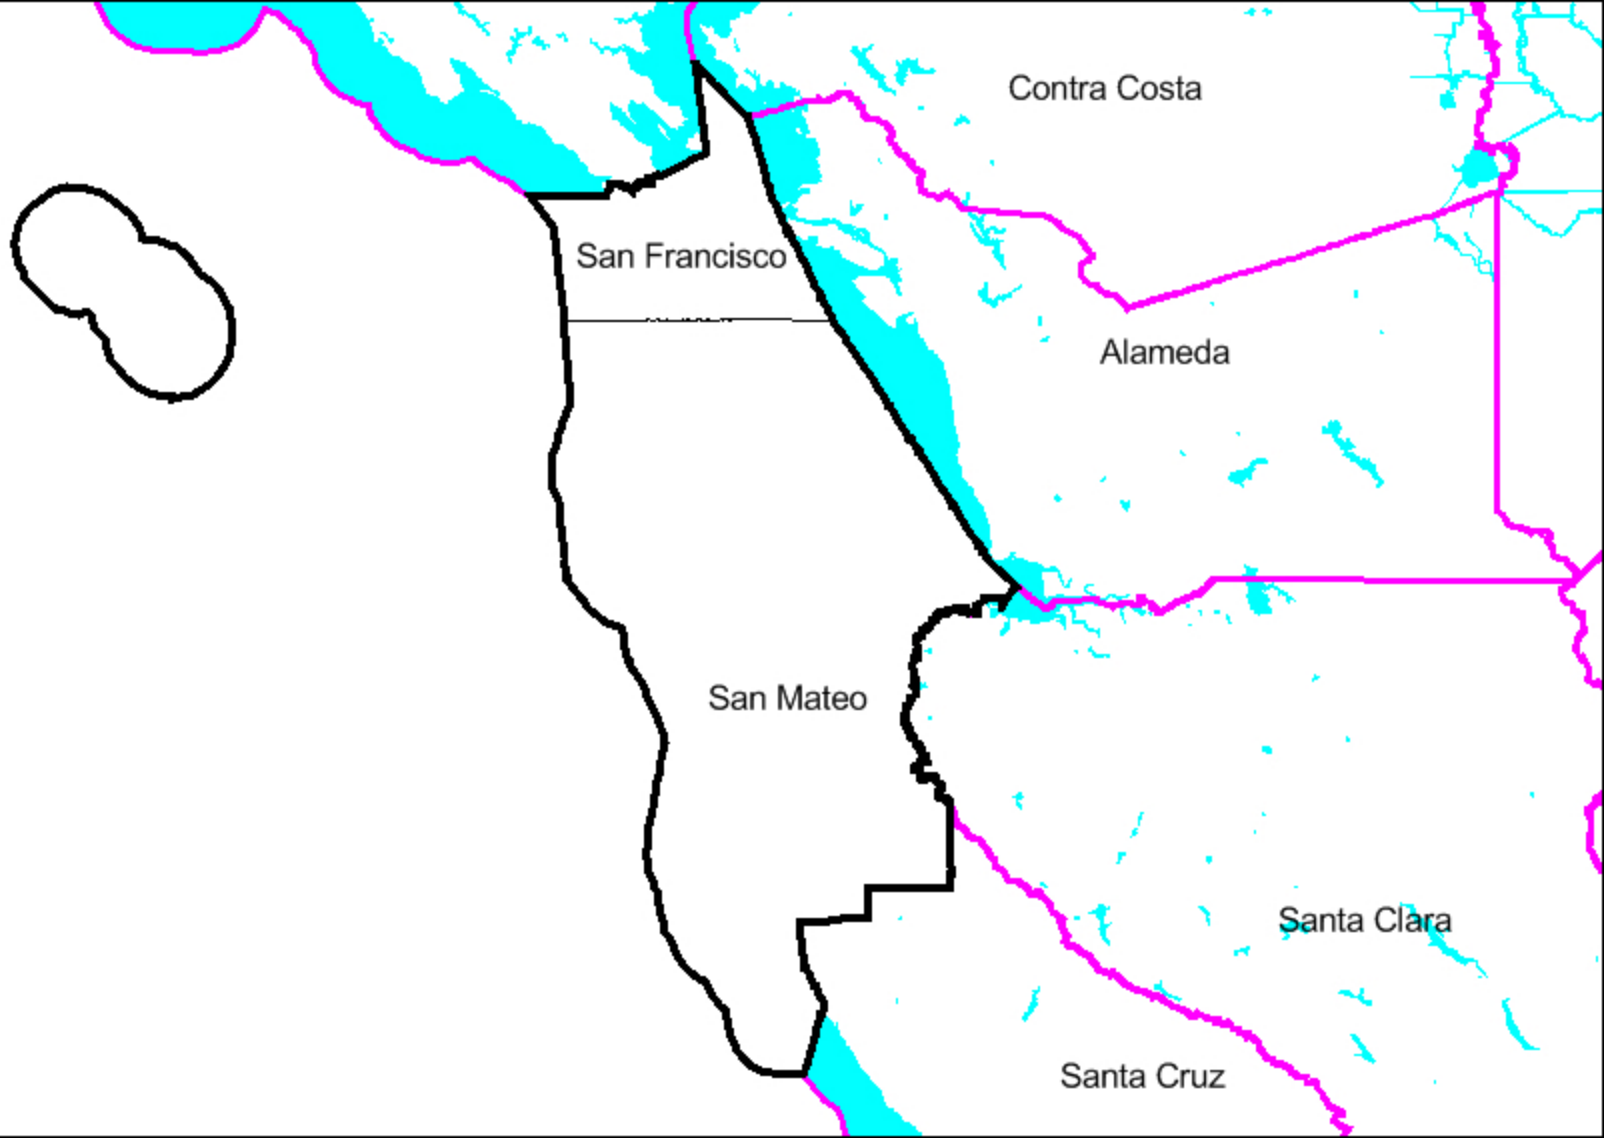 Contra Costa
San Francisco
Alameda
San Mateo
Santa Clara
Santa Cruz